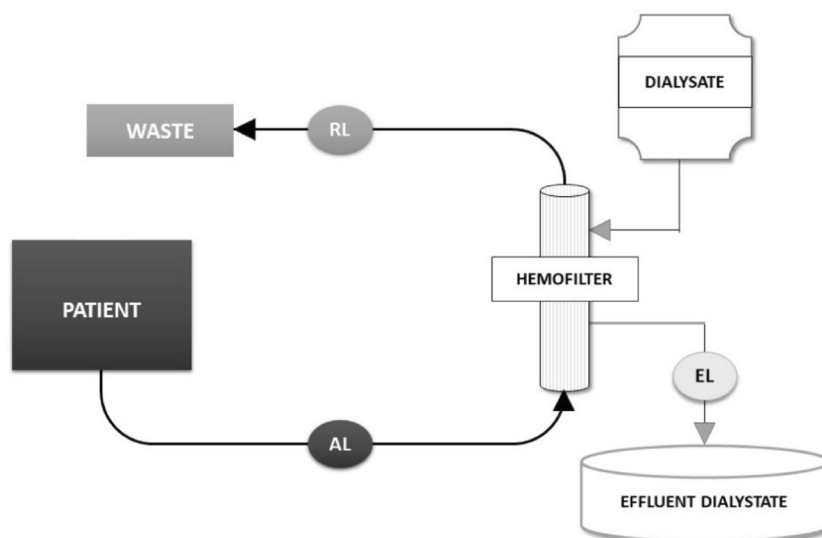 DIALYSATE
WASTE
RL
HEMOFILTER
PATIENT
EL
AL
EFFLUENT DIALYSTATE